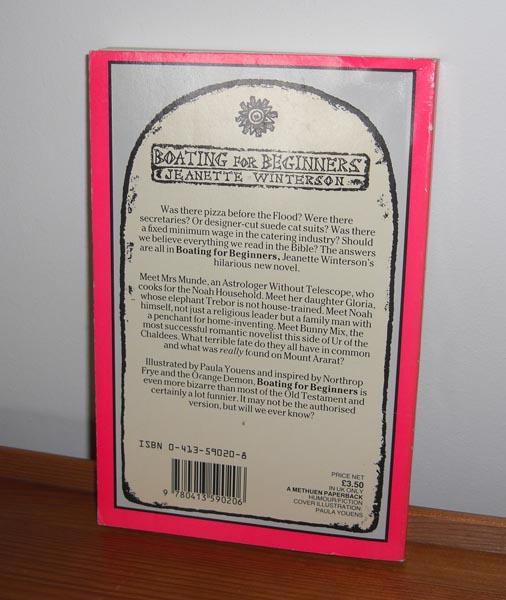 BOATING FOR BEGINNERS
JEANETTE WINTERSON
Was there pizza before the Flood? Were there
secretaries? Or designer-cut suede cat suits? Was there
a fixed minimum wage in the catering industry? Should
we believe everything we read in the Bible? The answers
are all in Boating for Beginners, Jeanette Winterson's
hilarious new novel.
Meet Mrs Munde, an Astrologer Without Telescope, who
cooks for the Noah Household. Meet her daughter Gloria,
whose elephant Trebor is not house-trained. Meet Noah
himself, not just a religious leader but a family man with
a penchant for home-inventing. Meet Bunny Mix, the
most successful romantic novelist this side of Ur of the
Chaldees. What terrible fate do they all have in common
and what was really found on Mount Ararat?
Illustrated by Paula Youens and inspired by Northrop
Frye and the Orange Demon, Boating for Beginners is
even more bizarre than most of the Old Testament and
certainly a lot funnier. It may not be the authorised
version, but will we ever know?
ISBN 0-413-59020-8
9 780413 590206
PRICE NET
£3.50
IN UK ONLY
A METHUEN PAPERBACK
HUMOUR/FICTION
COVER ILLUSTRATION:
PAULA YOUENS